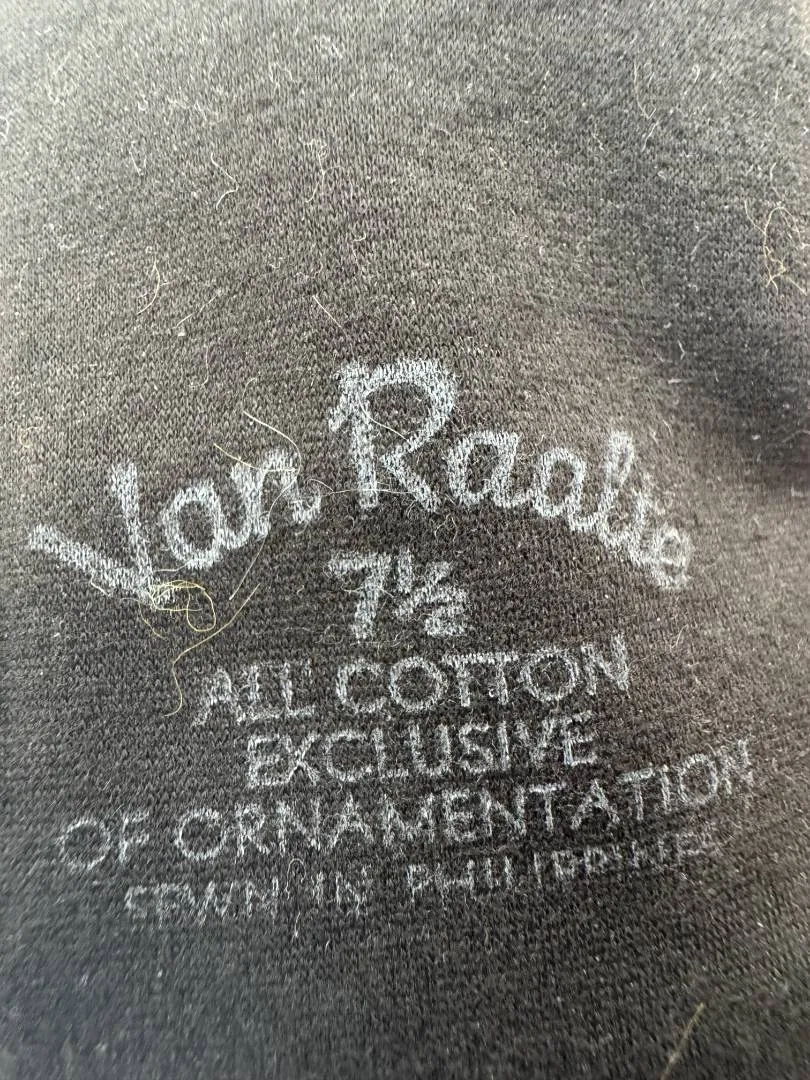 Van Raalte
7½
ALL COTTON
EXCLUSIVE
OF ORNAMENTATION
SEWN IN PHILIPPINES